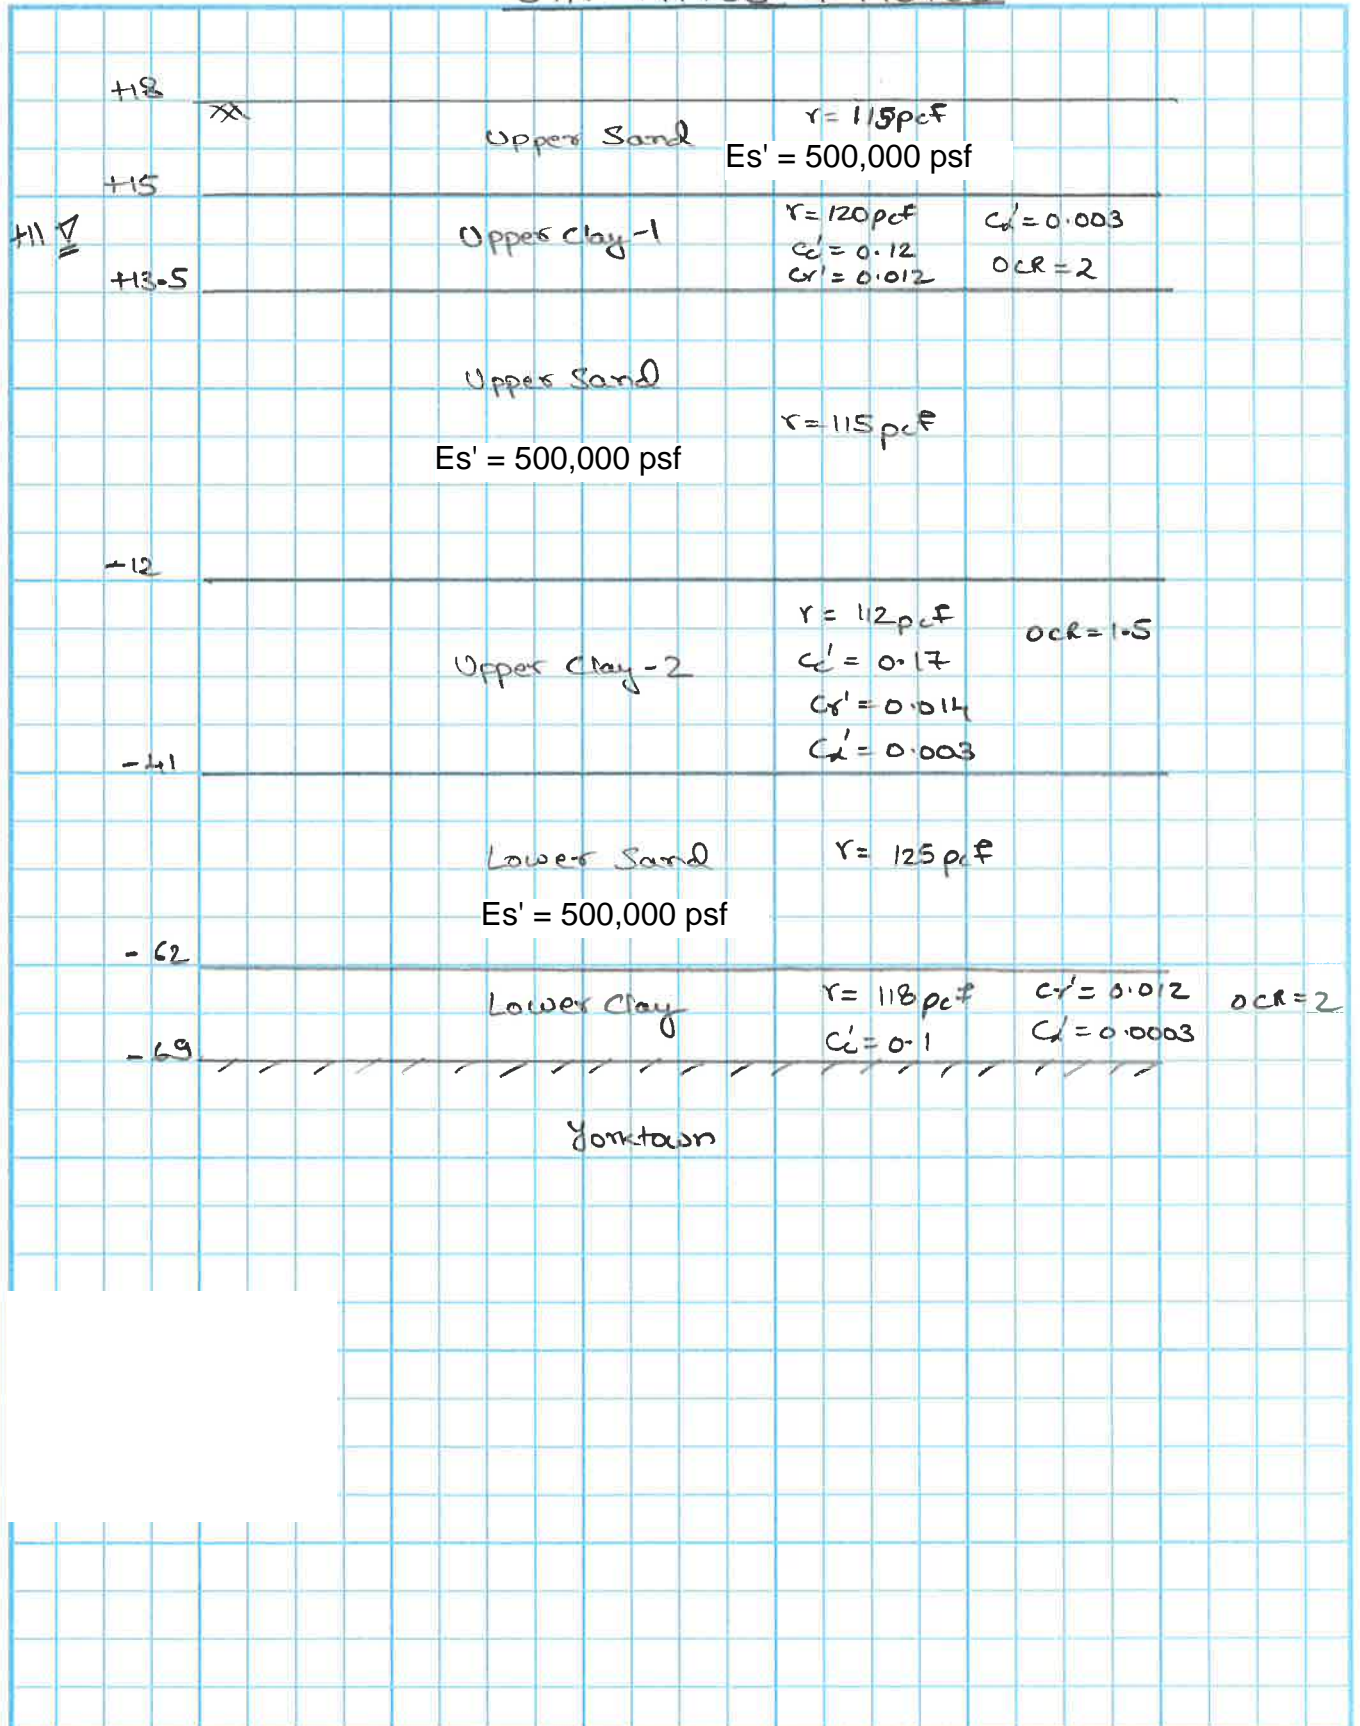 +18
Upper Sand r = 115pcf
Es' = 500,000 psf
+15
+11
Upper Clay-1 r = 120pcf Cα' = 0.003
Cc' = 0.12 OCR = 2
+13.5 Cr' = 0.012
Upper Sand
r = 115pcf
Es' = 500,000 psf
-12
r = 112pcf OCR = 1.5
Upper Clay-2 Cc' = 0.17
Cr' = 0.014
Cα' = 0.003
-41
Lower Sand r = 125pcf
Es' = 500,000 psf
- 62
Lower Clay r = 118pcf Cr' = 0.012 OCR = 2
Cc' = 0.1 Cα' = 0.0003
- 69
Yorktown